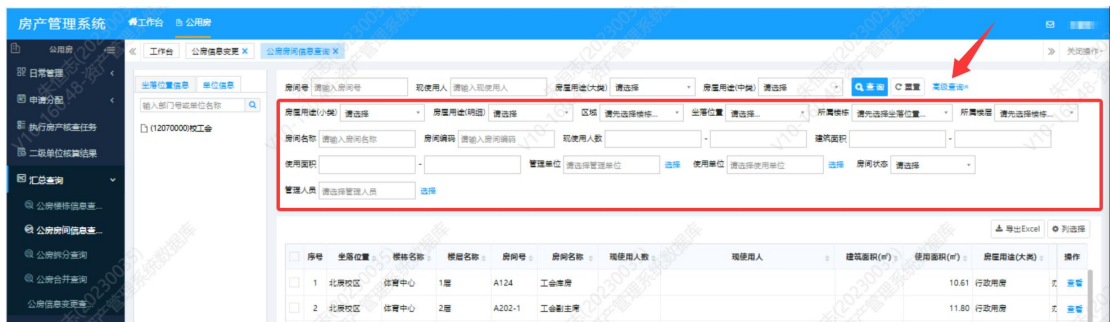 房产管理系统 工作台 公用房
公用房 工作台 公房信息变更 X 公房房间信息查询 X 关闭操作
日常管理
申请分配
执行房产核查任务
二级单位核算结果
汇总查询
公房楼栋信息查...
公房房间信息查...
公房拆分查询
公房合并查询
公房信息变更查...
坐落位置信息 单位信息
输入部门号或单位名称
(12070000)校工会
房间号 请输入房间号 现使用人 请输入现使用人 房屋用途(大类) 请选择 房屋用途(中类) 请选择 查询 重置 高级查询
房屋用途(小类) 请选择 房屋用途(明细) 请选择 区域 请先选择楼栋... 坐落位置 请选择... 所属楼栋 请先选择坐落位置... 所属楼层 请先选择楼栋...
房间名称 请输入房间名称 房间编码 请输入房间编码 现使用人数 - 建筑面积 -
使用面积 - 管理单位 请选择管理单位 选择 使用单位 请选择使用单位 选择 房间状态 请选择
管理人员 请选择管理人员 选择
导出Excel 列选择
序号 坐落位置 楼栋名称 楼层名称 房间号 房间名称 现使用人数 现使用人 建筑面积(㎡) 使用面积(㎡) 房屋用途(大类) 操作
1 北房校区 体育中心 1层 A124 工会库房 10.61 行政用房 查看
2 北房校区 体育中心 2层 A202-1 工会副主席 11.80 行政用房 查看